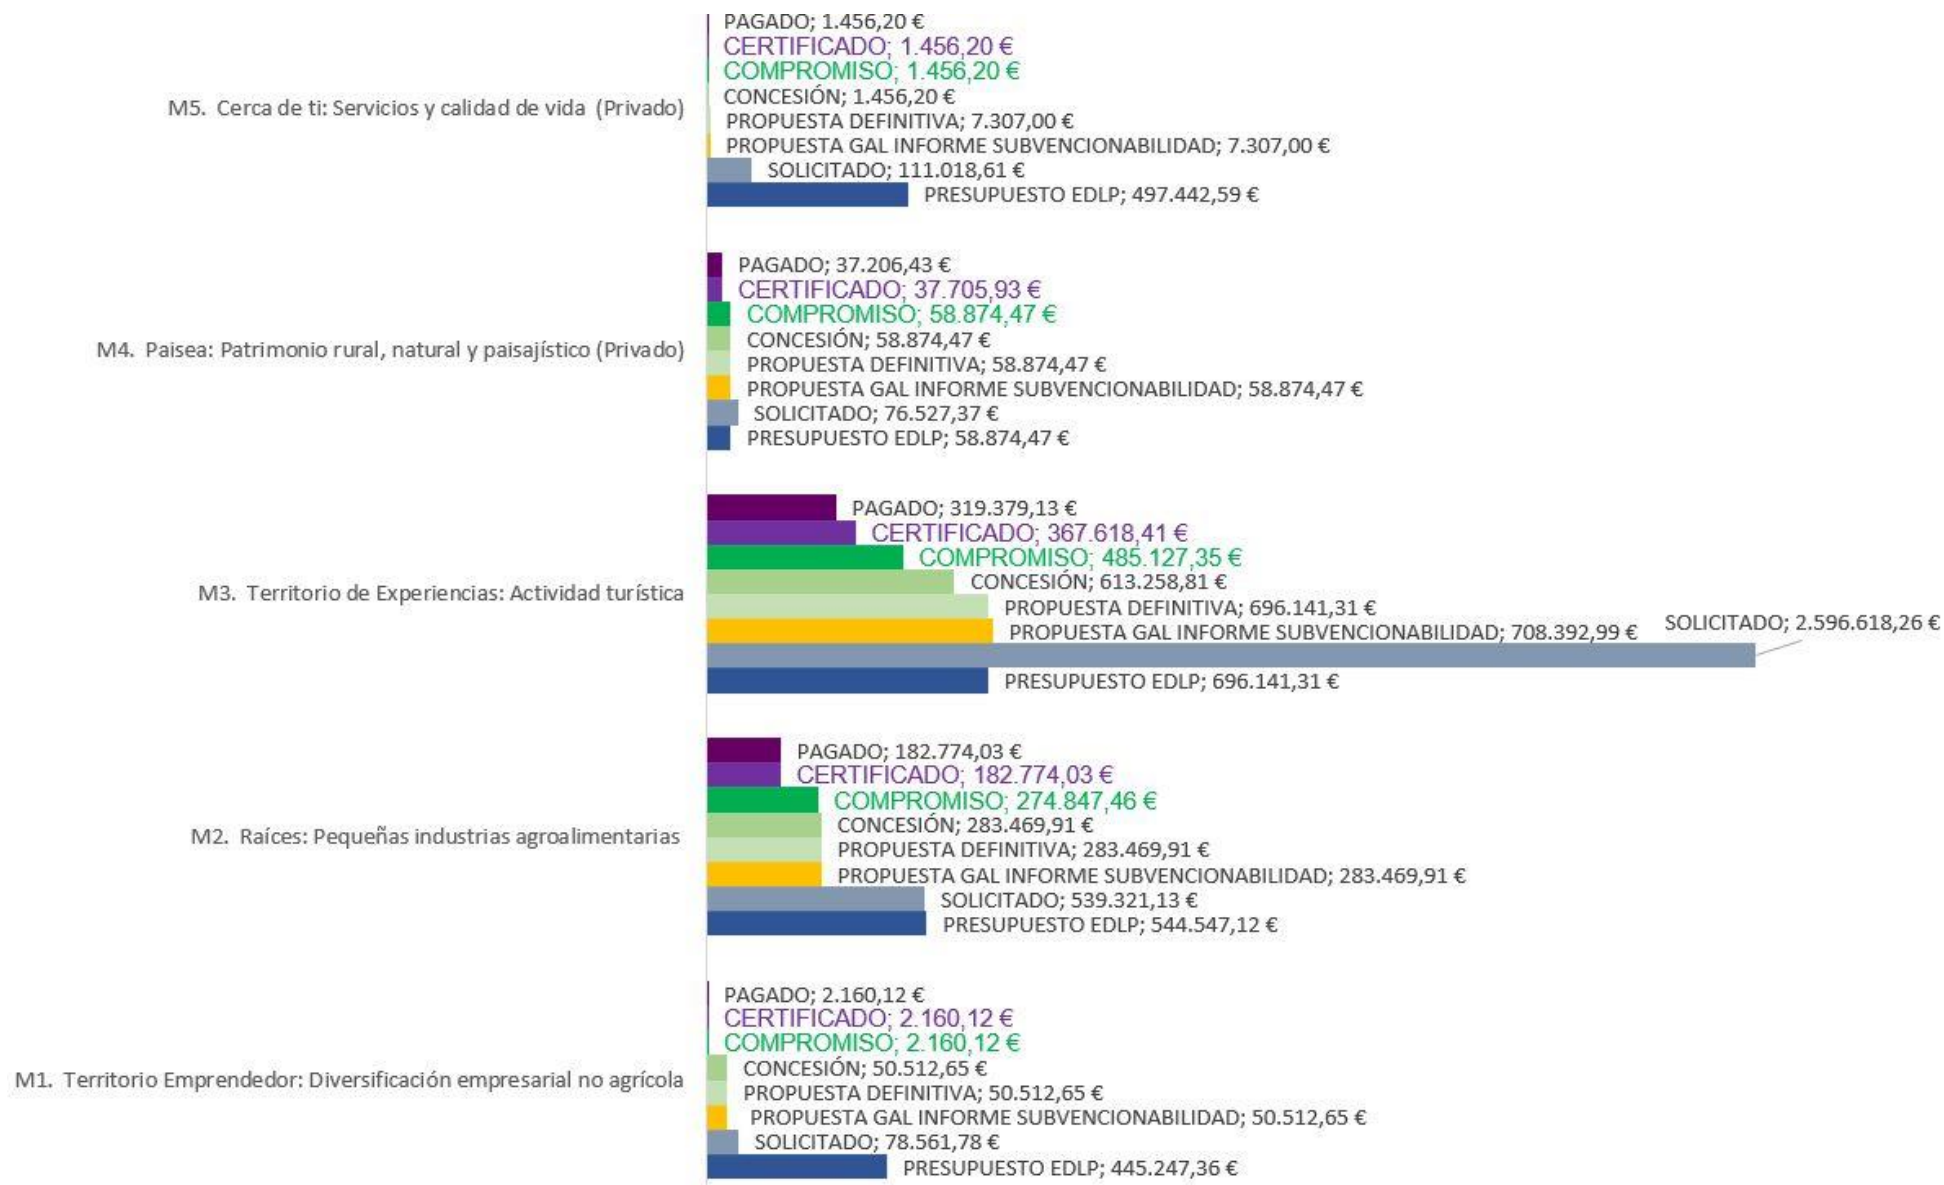 PAGADO; 1.456,20 €
CERTIFICADO; 1.456,20 €
COMPROMISO; 1.456,20 €
CONCESIÓN; 1.456,20 €
M5. Cerca de ti: Servicios y calidad de vida (Privado)
PROPUESTA DEFINITIVA; 7.307,00 €
PROPUESTA GAL INFORME SUBVENCIONABILIDAD; 7.307,00 €
SOLICITADO; 111.018,61 €
PRESUPUESTO EDLP; 497.442,59 €
PAGADO; 37.206,43 €
CERTIFICADO; 37.705,93 €
COMPROMISO; 58.874,47 €
CONCESIÓN; 58.874,47 €
M4. Paisea: Patrimonio rural, natural y paisajístico (Privado)
PROPUESTA DEFINITIVA; 58.874,47 €
PROPUESTA GAL INFORME SUBVENCIONABILIDAD; 58.874,47 €
SOLICITADO; 76.527,37 €
PRESUPUESTO EDLP; 58.874,47 €
PAGADO; 319.379,13 €
CERTIFICADO; 367.618,41 €
COMPROMISO; 485.127,35 €
CONCESIÓN; 613.258,81 €
M3. Territorio de Experiencias: Actividad turística
PROPUESTA DEFINITIVA; 696.141,31 €
PROPUESTA GAL INFORME SUBVENCIONABILIDAD; 708.392,99 €
SOLICITADO; 2.596.618,26 €
PRESUPUESTO EDLP; 696.141,31 €
PAGADO; 182.774,03 €
CERTIFICADO; 182.774,03 €
COMPROMISO; 274.847,46 €
CONCESIÓN; 283.469,91 €
M2. Raíces: Pequeñas industrias agroalimentarias
PROPUESTA DEFINITIVA; 283.469,91 €
PROPUESTA GAL INFORME SUBVENCIONABILIDAD; 283.469,91 €
SOLICITADO; 539.321,13 €
PRESUPUESTO EDLP; 544.547,12 €
PAGADO; 2.160,12 €
CERTIFICADO; 2.160,12 €
COMPROMISO; 2.160,12 €
CONCESIÓN; 50.512,65 €
M1. Territorio Emprendedor: Diversificación empresarial no agrícola
PROPUESTA DEFINITIVA; 50.512,65 €
PROPUESTA GAL INFORME SUBVENCIONABILIDAD; 50.512,65 €
SOLICITADO; 78.561,78 €
PRESUPUESTO EDLP; 445.247,36 €